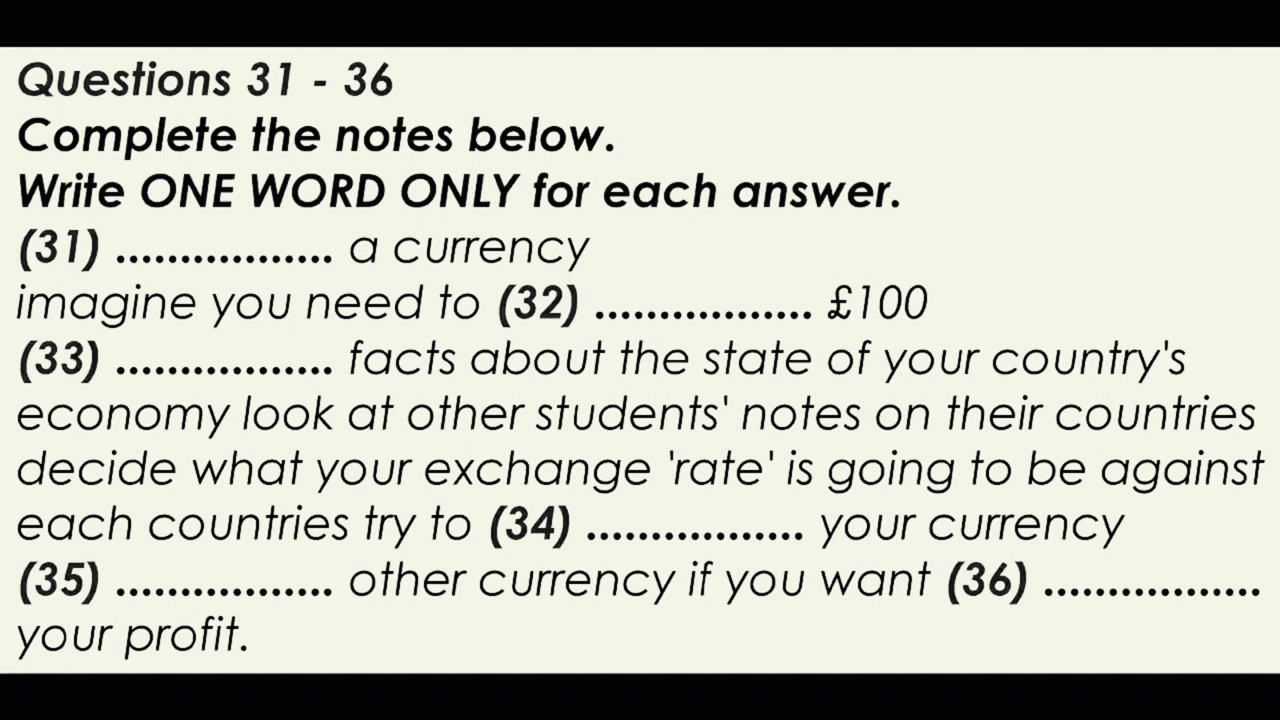 Questions 31 - 36
Complete the notes below.
Write ONE WORD ONLY for each answer.
(31) ................. a currency
imagine you need to (32) ................. £100
(33) ................. facts about the state of your country's
economy look at other students' notes on their countries
decide what your exchange 'rate' is going to be against
each countries try to (34) ................. your currency
(35) ................. other currency if you want (36) .................
your profit.